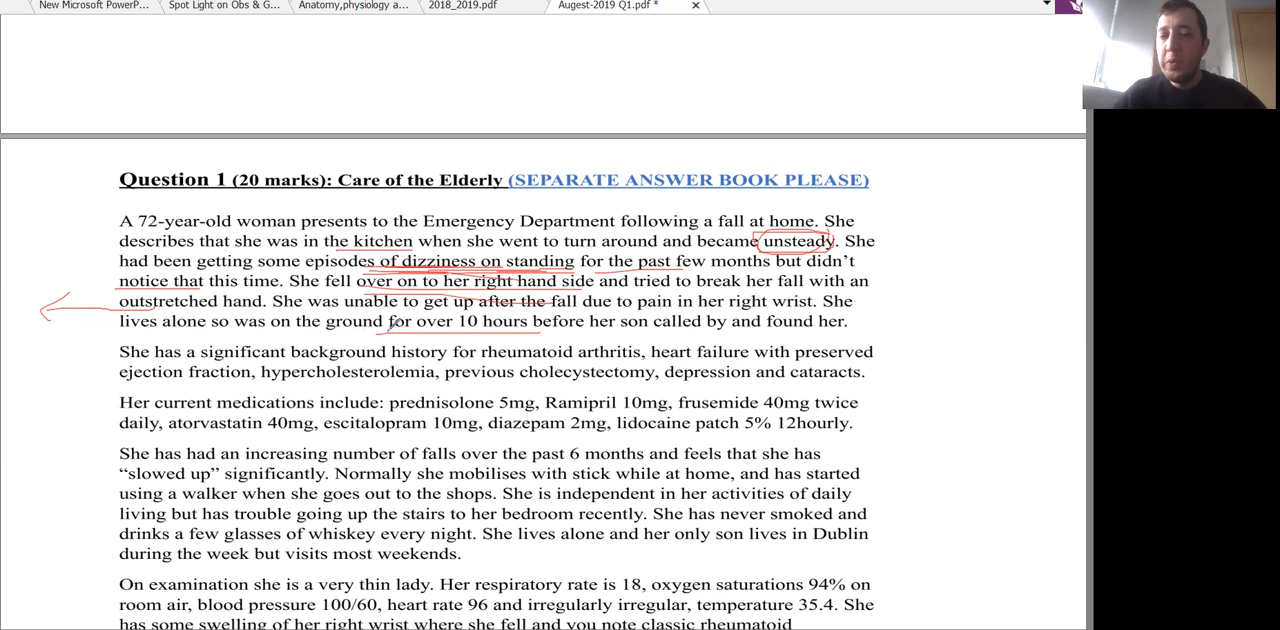 New Microsoft PowerP...
Spot Light on Obs & G...
Anatomy,physiology a...
2018_2019.pdf
Augest-2019 Q1.pdf *
Question 1 (20 marks): Care of the Elderly (SEPARATE ANSWER BOOK PLEASE)
A 72-year-old woman presents to the Emergency Department following a fall at home. She
describes that she was in the kitchen when she went to turn around and became unsteady. She
had been getting some episodes of dizziness on standing for the past few months but didn't
notice that this time. She fell over on to her right hand side and tried to break her fall with an
outstretched hand. She was unable to get up after the fall due to pain in her right wrist. She
lives alone so was on the ground for over 10 hours before her son called by and found her.
She has a significant background history for rheumatoid arthritis, heart failure with preserved
ejection fraction, hypercholesterolemia, previous cholecystectomy, depression and cataracts.
Her current medications include: prednisolone 5mg, Ramipril 10mg, frusemide 40mg twice
daily, atorvastatin 40mg, escitalopram 10mg, diazepam 2mg, lidocaine patch 5% 12hourly.
She has had an increasing number of falls over the past 6 months and feels that she has
“slowed up” significantly. Normally she mobilises with stick while at home, and has started
using a walker when she goes out to the shops. She is independent in her activities of daily
living but has trouble going up the stairs to her bedroom recently. She has never smoked and
drinks a few glasses of whiskey every night. She lives alone and her only son lives in Dublin
during the week but visits most weekends.
On examination she is a very thin lady. Her respiratory rate is 18, oxygen saturations 94% on
room air, blood pressure 100/60, heart rate 96 and irregularly irregular, temperature 35.4. She
has some swelling of her right wrist where she fell and you note classic rheumatoid